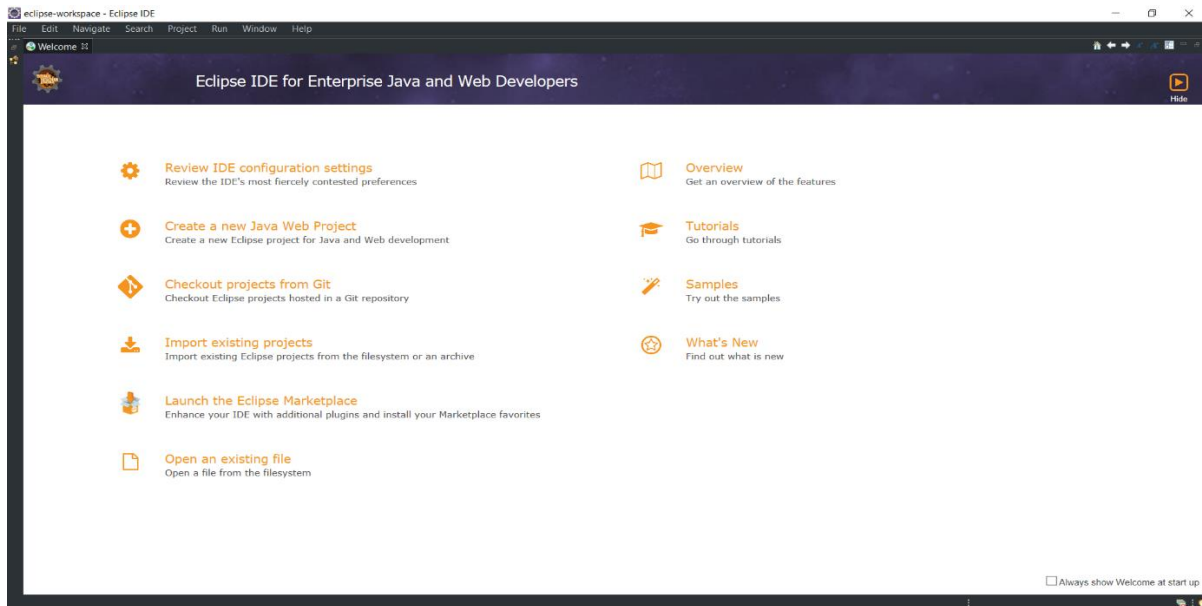 eclipse-workspace - Eclipse IDE
File Edit Navigate Search Project Run Window Help
Welcome
Eclipse IDE for Enterprise Java and Web Developers
Hide
Review IDE configuration settings
Review the IDE's most fiercely contested preferences
Create a new Java Web Project
Create a new Eclipse project for Java and Web development
Checkout projects from Git
Checkout Eclipse projects hosted in a Git repository
Import existing projects
Import existing Eclipse projects from the filesystem or an archive
Launch the Eclipse Marketplace
Enhance your IDE with additional plugins and install your Marketplace favorites
Open an existing file
Open a file from the filesystem
Overview
Get an overview of the features
Tutorials
Go through tutorials
Samples
Try out the samples
What's New
Find out what is new
Always show Welcome at start up